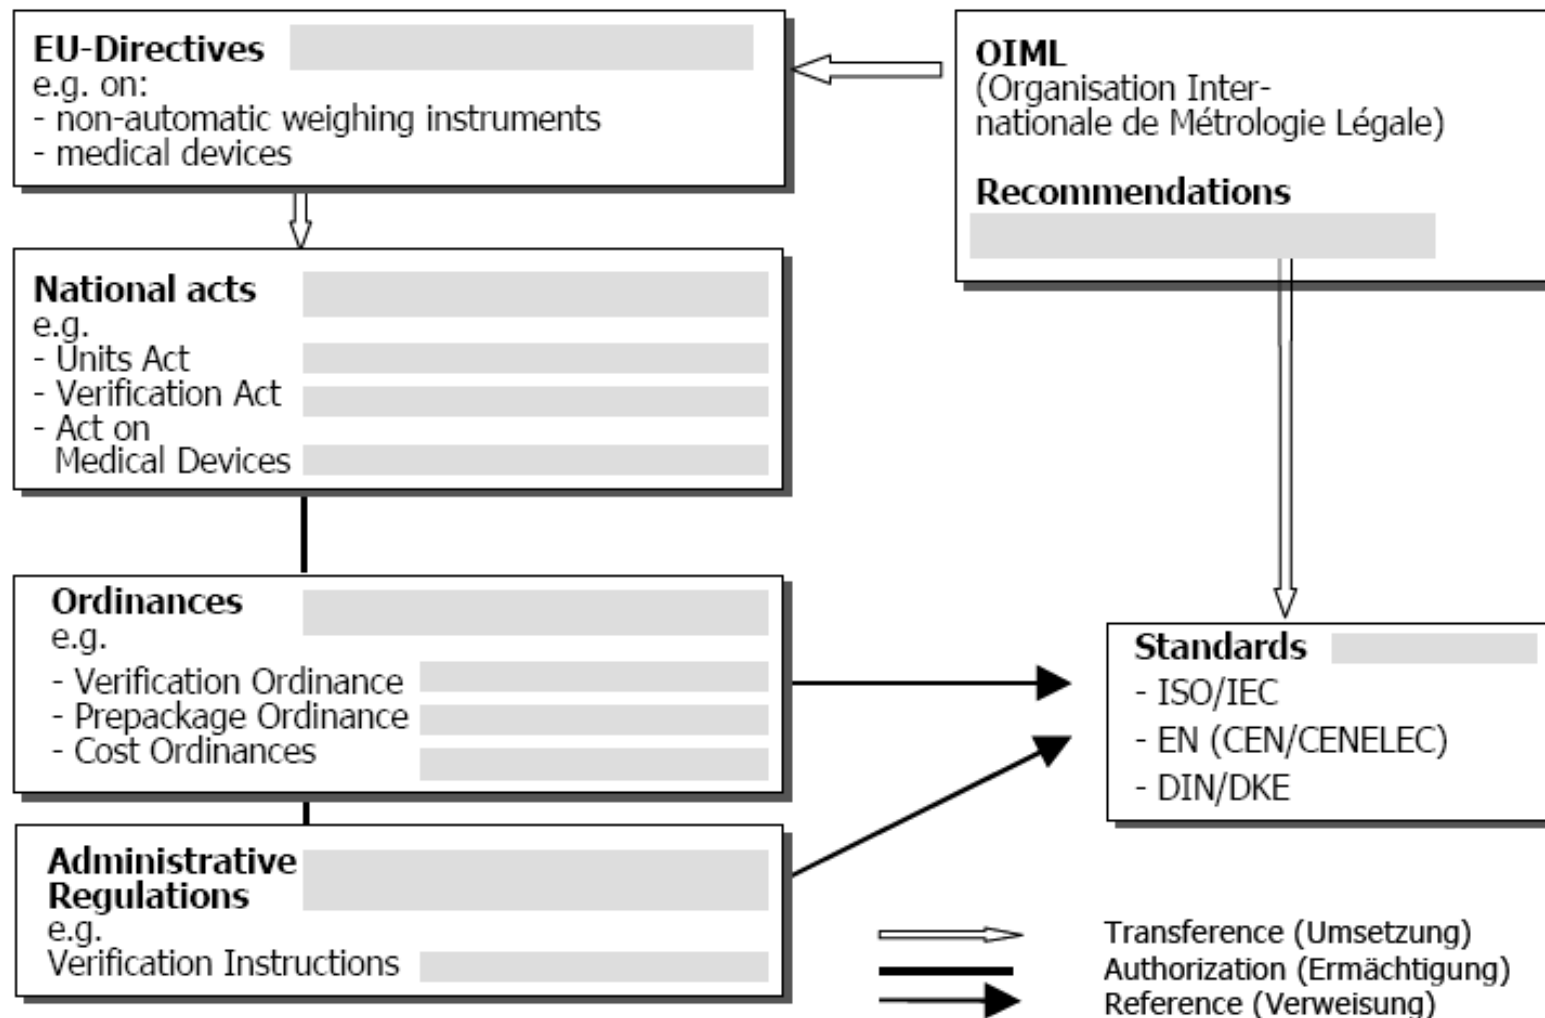 EU-Directives
e.g. on:
- non-automatic weighing instruments
- medical devices
OIML
(Organisation Inter-
nationale de Métrologie Légale)
Recommendations
National acts
e.g.
- Units Act
- Verification Act
- Act on
Medical Devices
Ordinances
e.g.
- Verification Ordinance
- Prepackage Ordinance
- Cost Ordinances
Standards
- ISO/IEC
- EN (CEN/CENELEC)
- DIN/DKE
Administrative
Regulations
e.g.
Verification Instructions
Transference (Umsetzung)
Authorization (Ermächtigung)
Reference (Verweisung)